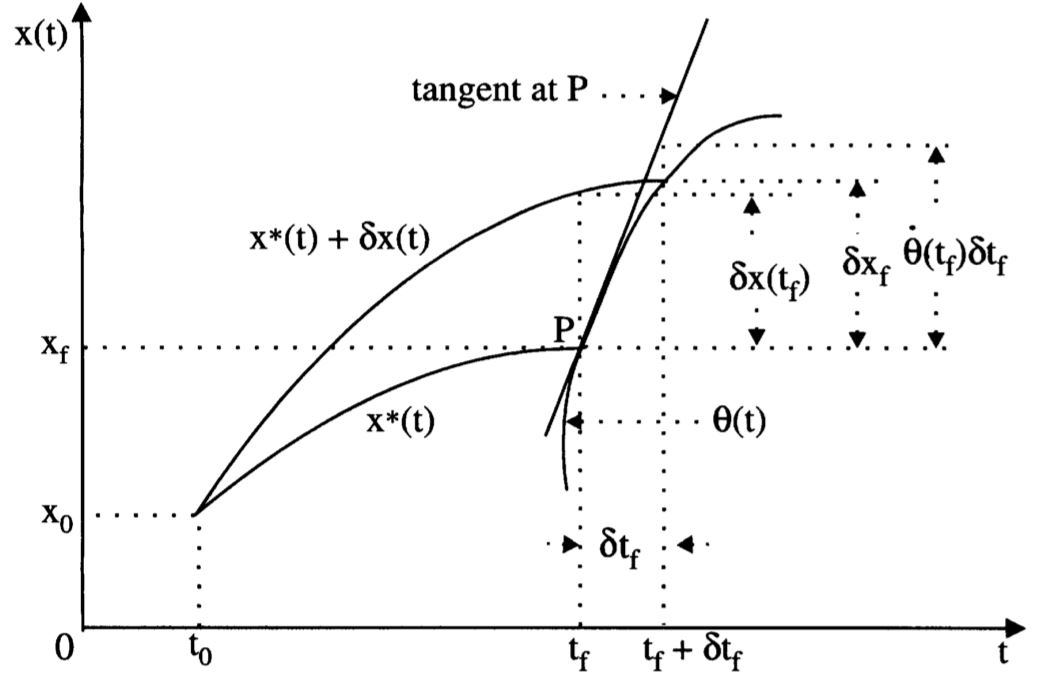 x(t)
tangent at P
x*(t) + δx(t)
δx(t_f)
δx_f
θ̇(t_f)δt_f
P
x_f
x*(t)
θ(t)
x_0
δt_f
0
t_0
t_f
t_f + δt_f
t